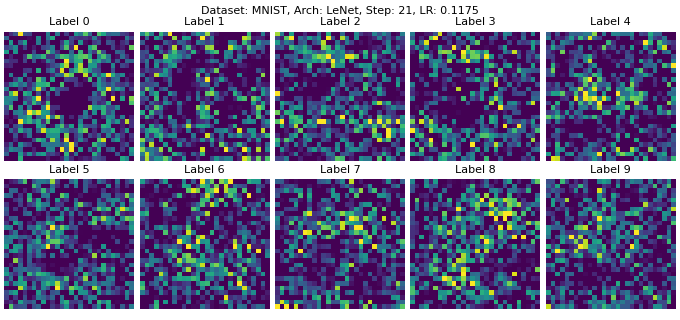 Dataset: MNIST, Arch: LeNet, Step: 21, LR: 0.1175
Label 0 Label 1 Label 2 Label 3 Label 4
Label 5 Label 6 Label 7 Label 8 Label 9